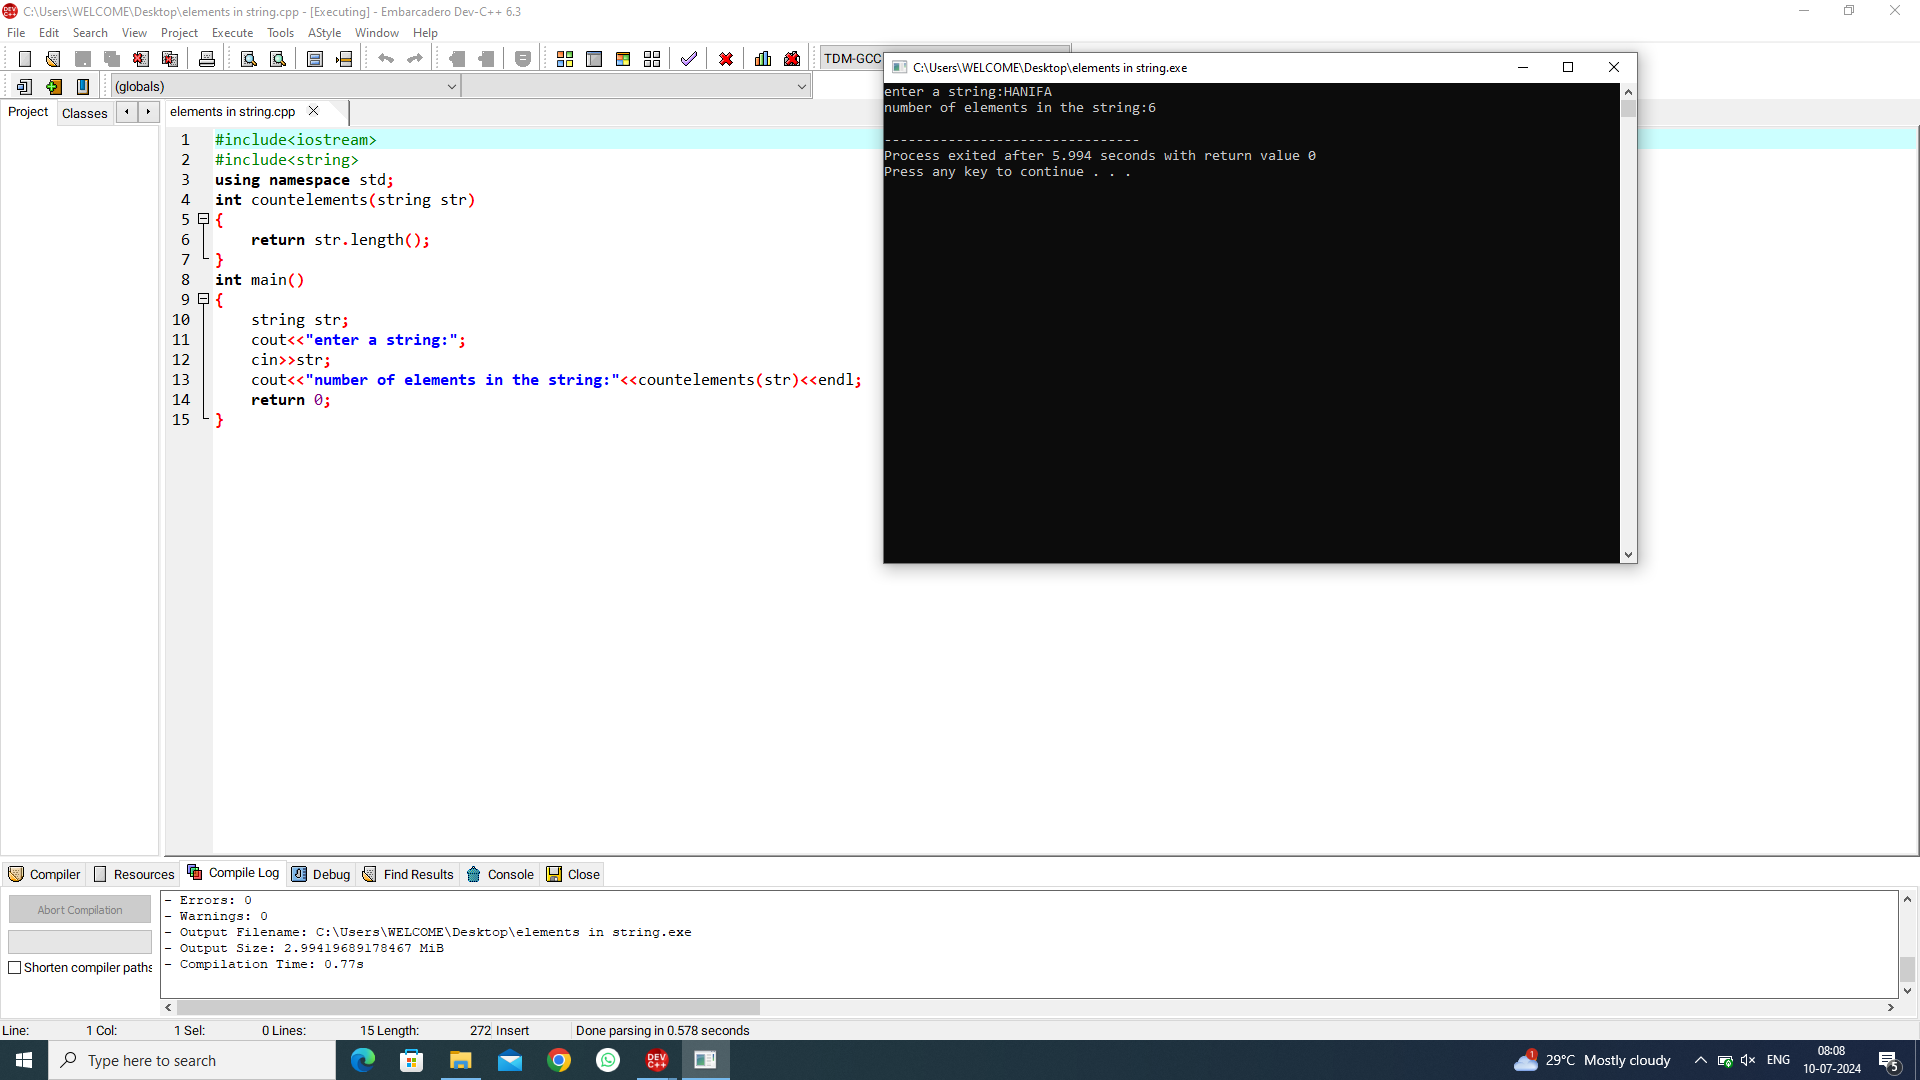 C:\Users\WELCOME\Desktop\elements in string.cpp - [Executing] - Embarcadero Dev-C++ 6.3
File Edit Search View Project Execute Tools AStyle Window Help
TDM-GCC
(globals)
Project Classes
elements in string.cpp
1 #include<iostream>
2 #include<string>
3 using namespace std;
4 int countelements(string str)
5 {
6 return str.length();
7 }
8 int main()
9 {
10 string str;
11 cout<<"enter a string:";
12 cin>>str;
13 cout<<"number of elements in the string:"<<countelements(str)<<endl;
14 return 0;
15 }
C:\Users\WELCOME\Desktop\elements in string.exe
enter a string:HANIFA
number of elements in the string:6
--------------------------------
Process exited after 5.994 seconds with return value 0
Press any key to continue . . .
Compiler Resources Compile Log Debug Find Results Console Close
Abort Compilation
Shorten compiler paths
- Errors: 0
- Warnings: 0
- Output Filename: C:\Users\WELCOME\Desktop\elements in string.exe
- Output Size: 2.99419689178467 MiB
- Compilation Time: 0.77s
Line: 1 Col: 1 Sel: 0 Lines: 15 Length: 272 Insert Done parsing in 0.578 seconds
Type here to search
DEV C++
1
29°C Mostly cloudy
ENG
08:08
10-07-2024
5